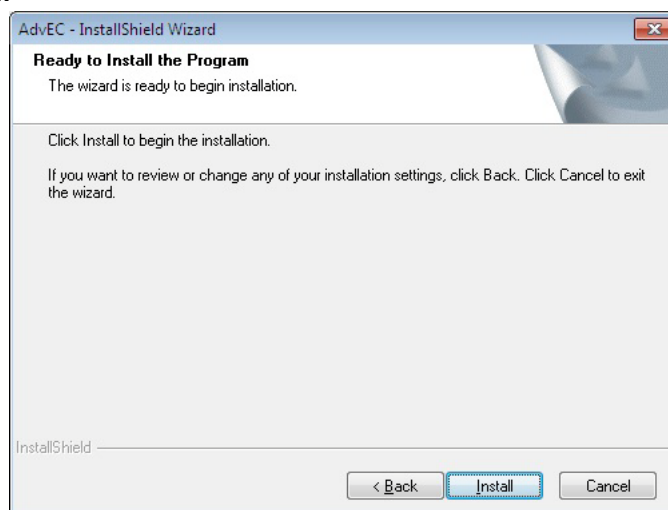 AdvEC - InstallShield Wizard
Ready to Install the Program
The wizard is ready to begin installation.
Click Install to begin the installation.
If you want to review or change any of your installation settings, click Back. Click Cancel to exit
the wizard.
InstallShield
< Back Install Cancel